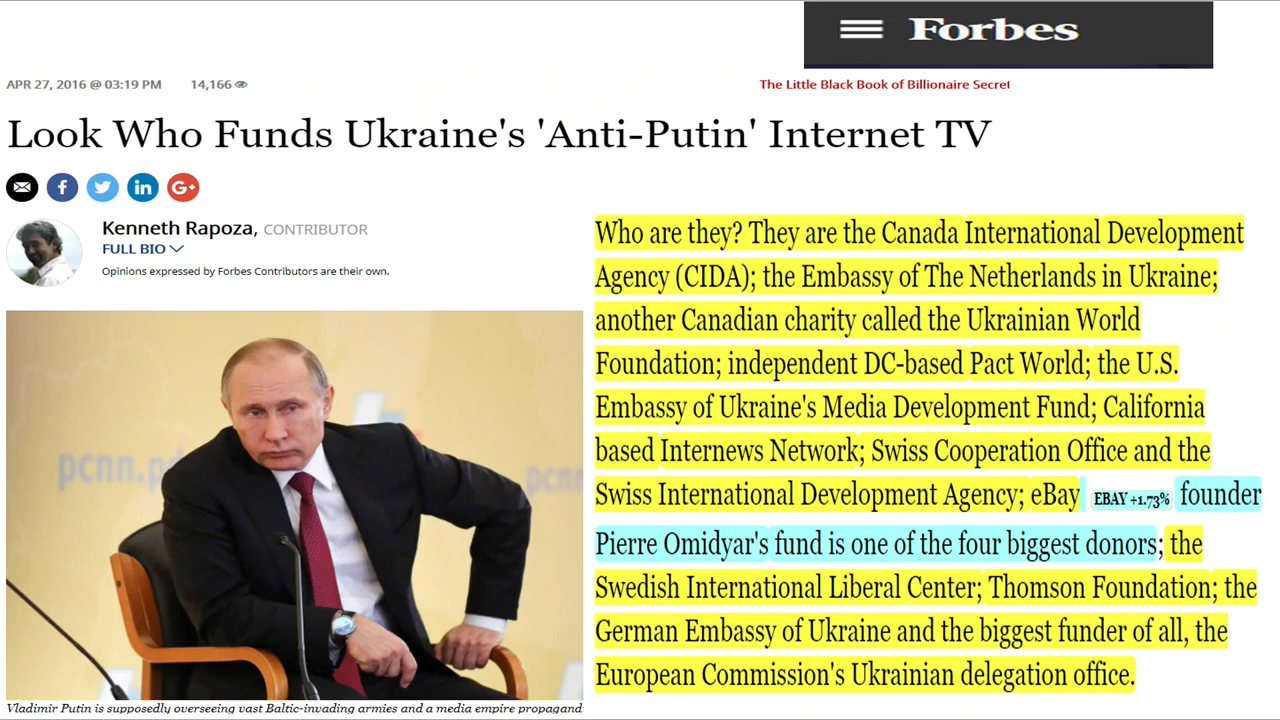 Forbes
APR 27, 2016 @ 03:19 PM 14,166
The Little Black Book of Billionaire Secret
Look Who Funds Ukraine's 'Anti-Putin' Internet TV
Kenneth Rapoza, CONTRIBUTOR
FULL BIO
Opinions expressed by Forbes Contributors are their own.
рспп.рф
рспп
Vladimir Putin is supposedly overseeing vast Baltic-invading armies and a media empire propagand
Who are they? They are the Canada International Development
Agency (CIDA); the Embassy of The Netherlands in Ukraine;
another Canadian charity called the Ukrainian World
Foundation; independent DC-based Pact World; the U.S.
Embassy of Ukraine's Media Development Fund; California
based Internews Network; Swiss Cooperation Office and the
Swiss International Development Agency; eBay EBAY +1.73% founder
Pierre Omidyar's fund is one of the four biggest donors; the
Swedish International Liberal Center; Thomson Foundation; the
German Embassy of Ukraine and the biggest funder of all, the
European Commission's Ukrainian delegation office.